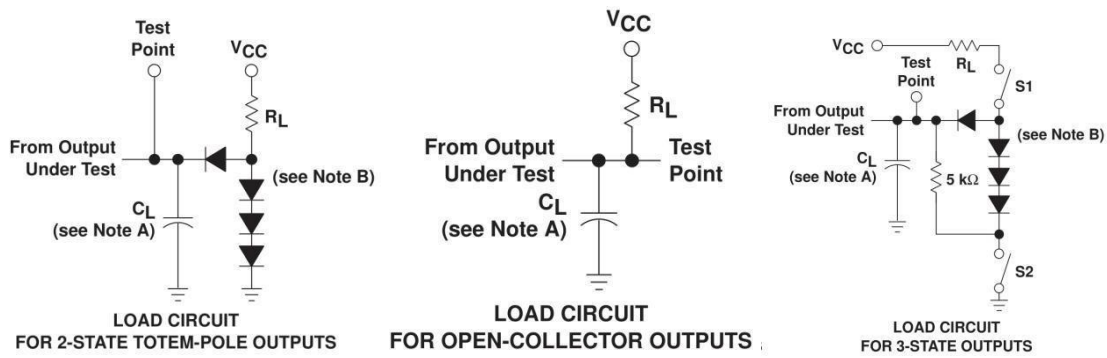 Test
Point
VCC
RL
From Output
Under Test
(see Note B)
CL
(see Note A)
LOAD CIRCUIT
FOR 2-STATE TOTEM-POLE OUTPUTS
VCC
RL
From Output
Under Test
Test
Point
CL
(see Note A)
LOAD CIRCUIT
FOR OPEN-COLLECTOR OUTPUTS
VCC
RL
Test
Point
S1
From Output
Under Test
(see Note B)
CL
(see Note A)
5 kΩ
S2
LOAD CIRCUIT
FOR 3-STATE OUTPUTS